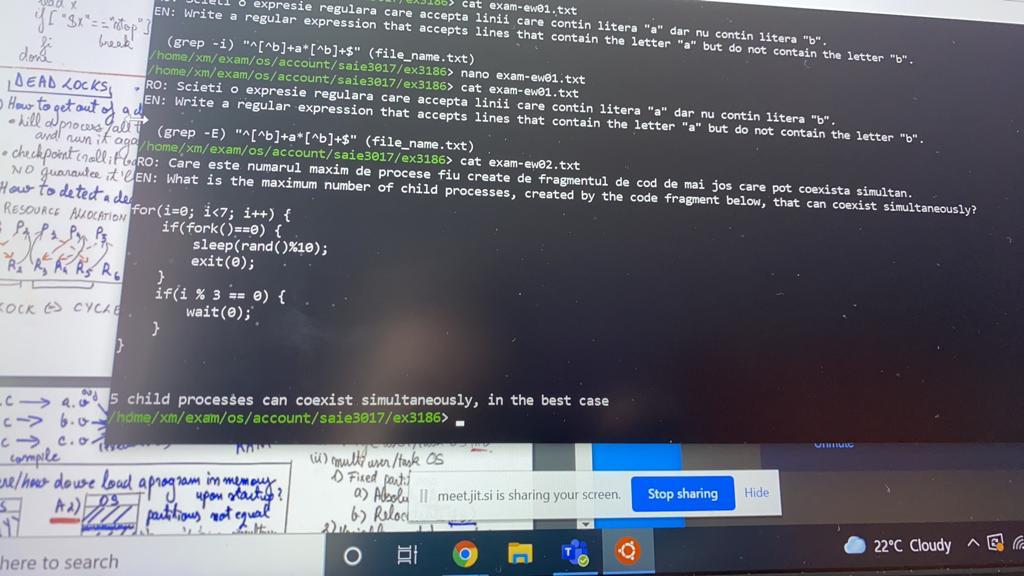 cat exam-ew01.txt
expresie regulara care accepta linii care contin litera "a" dar nu contin litera "b".
EN: Write a regular expression that accepts lines that contain the letter "a" but do not contain the letter "b".
(grep -i) "^[^b]+a*[^b]+$" (file_name.txt)
/home/xm/exam/os/account/saie3017/ex3186> nano exam-ew01.txt
/home/xm/exam/os/account/saie3017/ex3186> cat exam-ew01.txt
RO: Scieti o expresie regulara care accepta linii care contin litera "a" dar nu contin litera "b".
EN: Write a regular expression that accepts lines that contain the letter "a" but do not contain the letter "b".
(grep -E) "^[^b]+a*[^b]+$" (file_name.txt)
/home/xm/exam/os/account/saie3017/ex3186> cat exam-ew02.txt
RO: Care este numarul maxim de procese fiu create de fragmentul de cod de mai jos care pot coexista simultan.
EN: What is the maximum number of child processes, created by the code fragment below, that can coexist simultaneously?
for(i=0; i<7; i++) {
if(fork()==0) {
sleep(rand()%10);
exit(0);
}
if(i % 3 == 0) {
wait(0);
}
}
5 child processes can coexist simultaneously, in the best case
/home/xm/exam/os/account/saie3017/ex3186>
"$x"=="stop"
break
done
DEAD LOCKS
How to get out of a
kill a process
and run it
checkpoint
NO guarantee
How to detect a
RESOURCE ALLOCATION
P2 P3 P4 P5
R2 R3 R4 R5 R6
LOCK <=> CYCLE
.C → a.o
C → b.o
C → c.o
compile
/how do we load a program in memory
upon startup?
A2) OS
partitions not equal
(ii) multi user/task OS
1) Fixed
a)
b)
|| meet.jit.si is sharing your screen.
Stop sharing
Hide
Unmute
here to search
22°C Cloudy